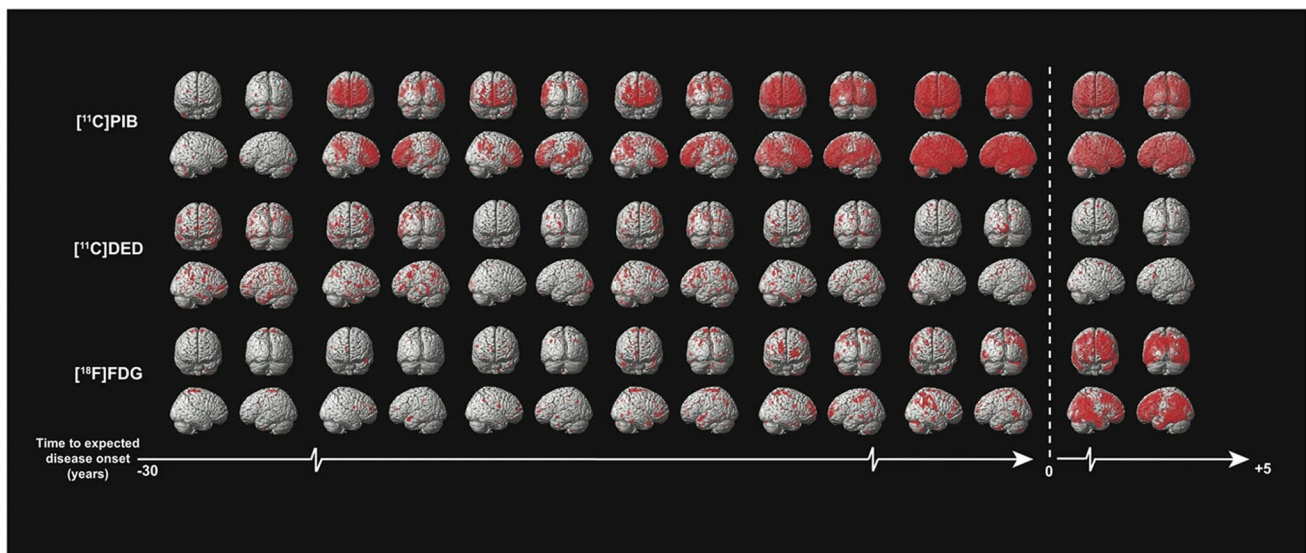 [¹¹C]PIB
[¹¹C]DED
[¹⁸F]FDG
Time to expected
disease onset
(years)
-30
0
+5